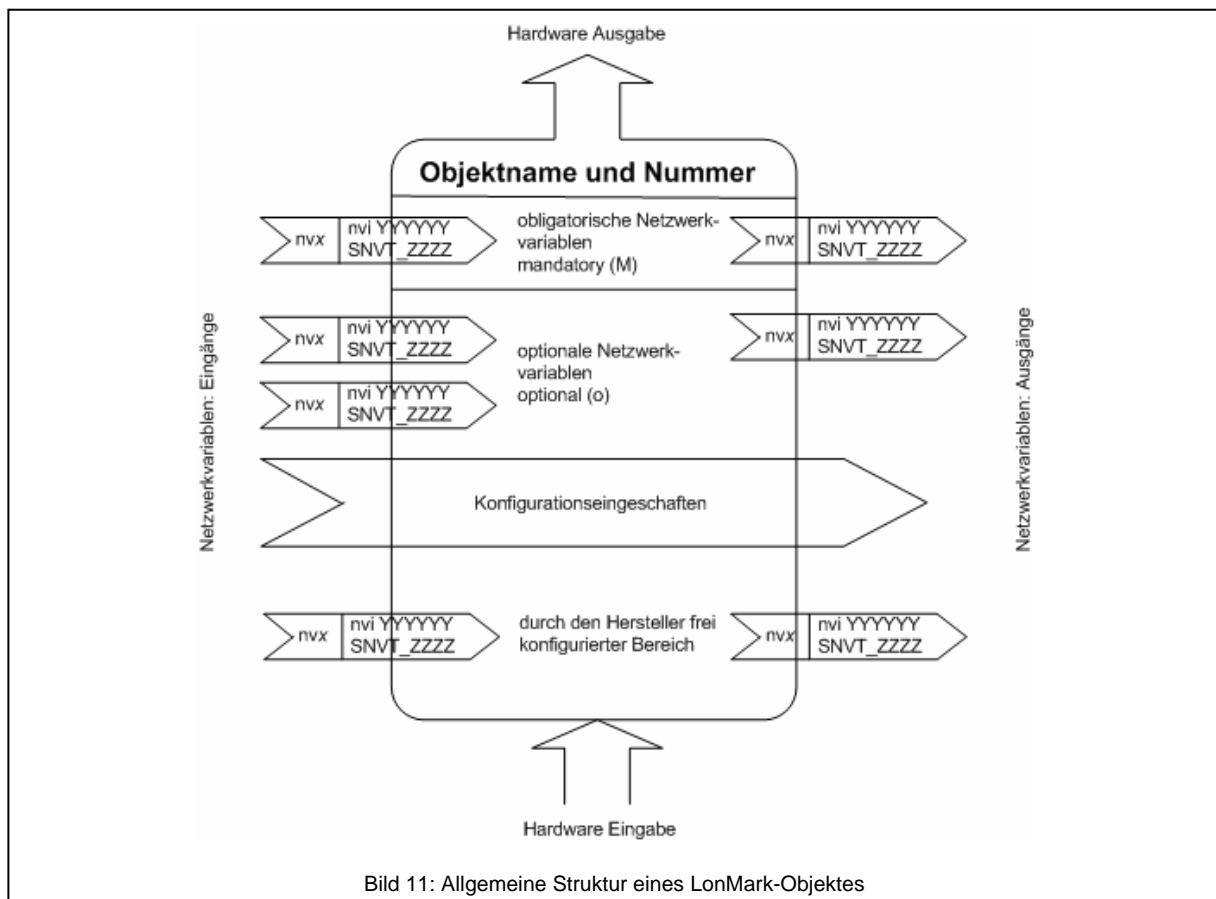 Hardware Ausgabe
Objektname und Nummer
nvx
nvi YYYYYY
SNVT_ZZZZ
obligatorische Netzwerk-
variablen
mandatory (M)
nvx
nvi YYYYYY
SNVT_ZZZZ
Netzwerkvariablen: Eingänge
nvx
nvi YYYYYY
SNVT_ZZZZ
nvx
nvi YYYYYY
SNVT_ZZZZ
optionale Netzwerk-
variablen
optional (o)
nvx
nvi YYYYYY
SNVT_ZZZZ
Netzwerkvariablen: Ausgänge
Konfigurationseingeschaften
nvx
nvi YYYYYY
SNVT_ZZZZ
durch den Hersteller frei
konfigurierter Bereich
nvx
nvi YYYYYY
SNVT_ZZZZ
Hardware Eingabe
Bild 11: Allgemeine Struktur eines LonMark-Objektes